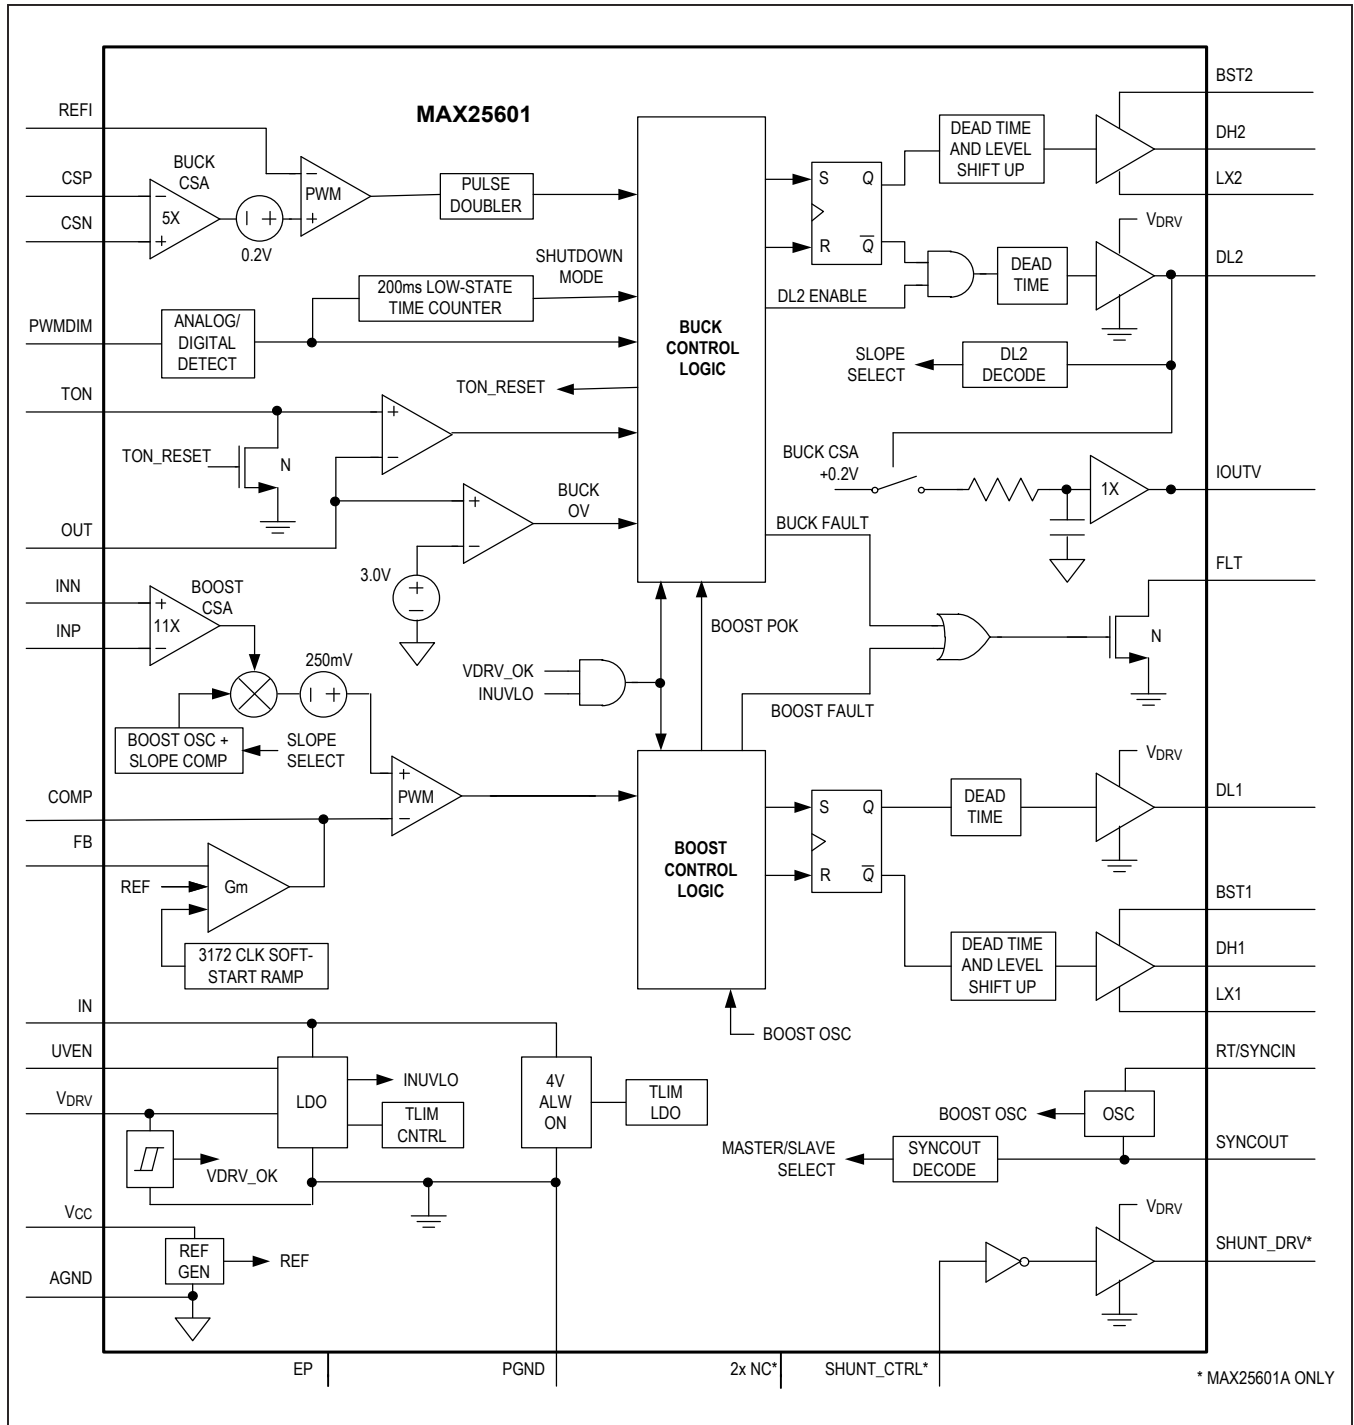 MAX25601
REFI
CSP
CSN
PWMDIM
TON
OUT
INN
INP
COMP
FB
IN
UVEN
VDRV
VCC
AGND
BUCK
CSA
5X
−
+
0.2V
−
+
PWM
PULSE
DOUBLER
SHUTDOWN
MODE
200ms LOW-STATE
TIME COUNTER
ANALOG/
DIGITAL
DETECT
TON_RESET
+
−
TON_RESET
N
+
−
BUCK
OV
3.0V
+
−
BUCK
CONTROL
LOGIC
BOOST
CSA
+
11X
−
250mV
BOOST OSC +
SLOPE COMP
SLOPE
SELECT
+
PWM
−
REF
Gm
3172 CLK SOFT-
START RAMP
VDRV_OK
INUVLO
BOOST POK
BUCK FAULT
BOOST FAULT
BOOST
CONTROL
LOGIC
BOOST OSC
S Q
R Q
DL2 ENABLE
DEAD TIME
AND LEVEL
SHIFT UP
DEAD
TIME
VDRV
SLOPE
SELECT
DL2
DECODE
BUCK CSA
+0.2V
1X
N
S Q
R Q
DEAD
TIME
VDRV
DEAD TIME
AND LEVEL
SHIFT UP
LDO
INUVLO
TLIM
CNTRL
4V
ALW
ON
TLIM
LDO
VDRV_OK
REF
GEN
REF
BOOST OSC
OSC
MASTER/SLAVE
SELECT
SYNCOUT
DECODE
VDRV
BST2
DH2
LX2
DL2
IOUTV
FLT
DL1
BST1
DH1
LX1
RT/SYNCIN
SYNCOUT
SHUNT_DRV*
EP
PGND
2x NC*
SHUNT_CTRL*
* MAX25601A ONLY